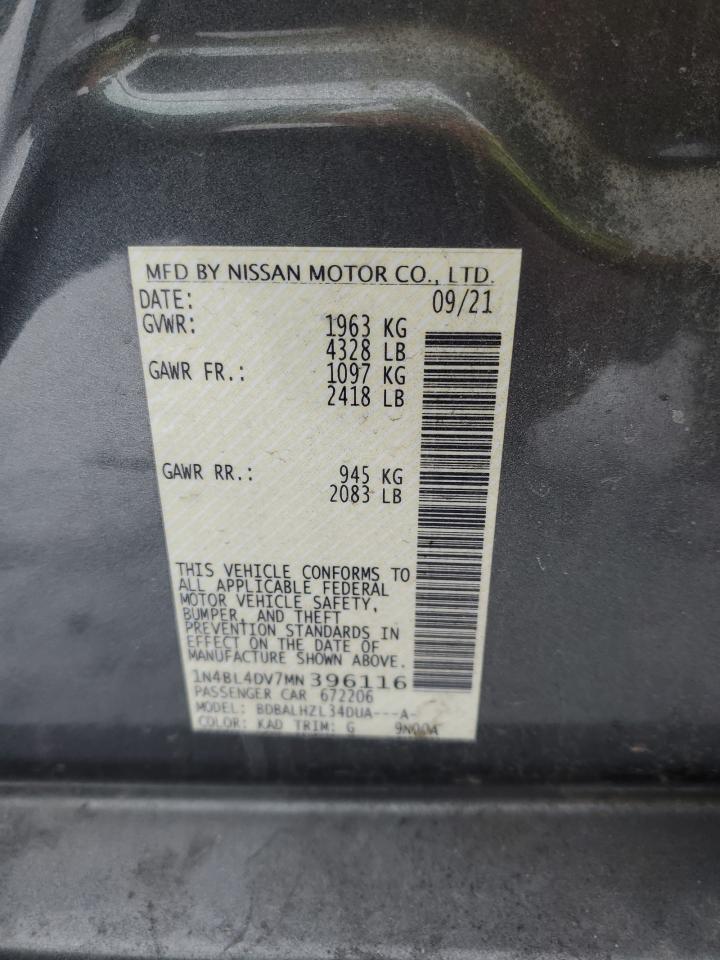 MFD BY NISSAN MOTOR CO., LTD.
DATE: 09/21
GVWR: 1963 KG
4328 LB
GAWR FR.: 1097 KG
2418 LB
GAWR RR.: 945 KG
2083 LB
THIS VEHICLE CONFORMS TO
ALL APPLICABLE FEDERAL
MOTOR VEHICLE SAFETY,
BUMPER, AND THEFT
PREVENTION STANDARDS IN
EFFECT ON THE DATE OF
MANUFACTURE SHOWN ABOVE.
1N4BL4DV7MN396116
PASSENGER CAR 672206
MODEL: BDBALHZL34DUA---A-
COLOR: KAD TRIM: G 9N00A